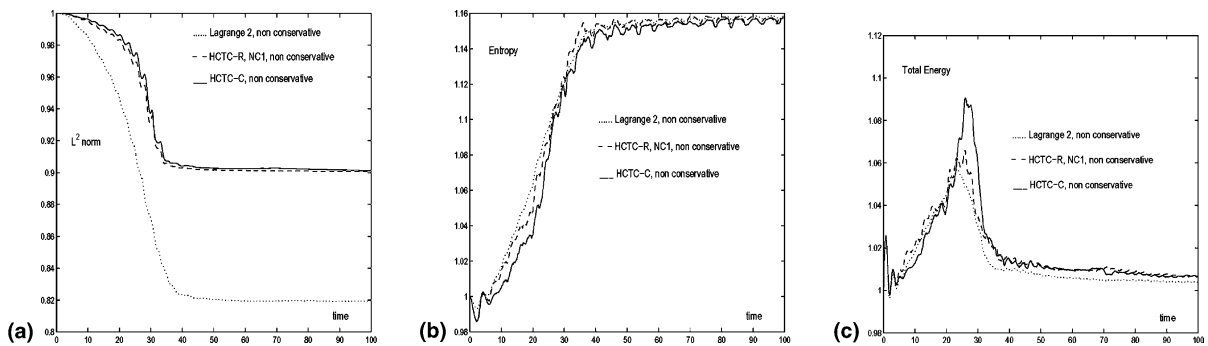 1
0.98
0.96
0.94
0.92
0.90
0.9
0.88
0.86
0.84
0.82
0.80
0 10 20 30 40 50 60 70 80 90 100
Lagrange 2, non conservative
HCTC-R, NC1, non conservative
HCTC-C, non conservative
L2 norm
time
(a)
1.16
1.14
1.12
1.1
1.08
1.06
1.04
1.02
1
0.98
0 10 20 30 40 50 60 70 80 90 100
Entropy
Lagrange 2, non conservative
HCTC-R, NC1, non conservative
HCTC-C, non conservative
time
(b)
1.12
1.1
1.08
1.06
1.04
1.02
1
0.98
0 10 20 30 40 50 60 70 80 90 100
Total Energy
Lagrange 2, non conservative
HCTC-R, NC1, non conservative
HCTC-C, non conservative
time
(c)